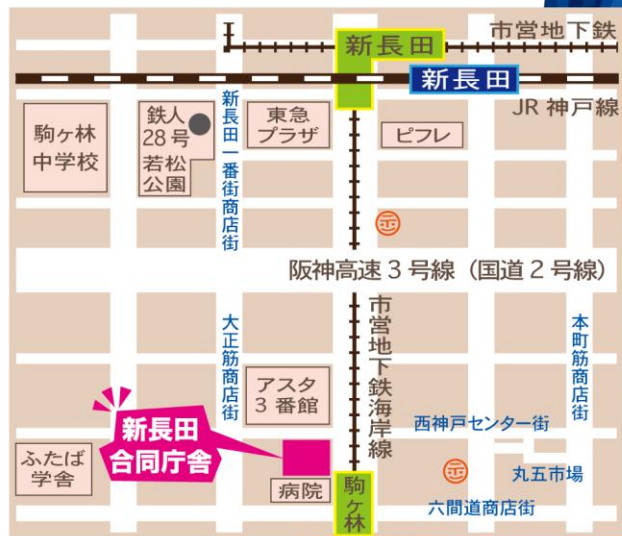 市営地下鉄
新長田
新長田
JR 神戸線
駒ヶ林
中学校
鉄人
28号
若松
公園
新長田一番街商店街
東急
プラザ
ピフレ
〒
阪神高速3号線（国道2号線）
大正筋商店街
市営地下鉄海岸線
本町筋商店街
アスタ
3番館
新長田
合同庁舎
西神戸センター街
ふたば
学舎
病院
駒ヶ林
〒
丸五市場
六間道商店街